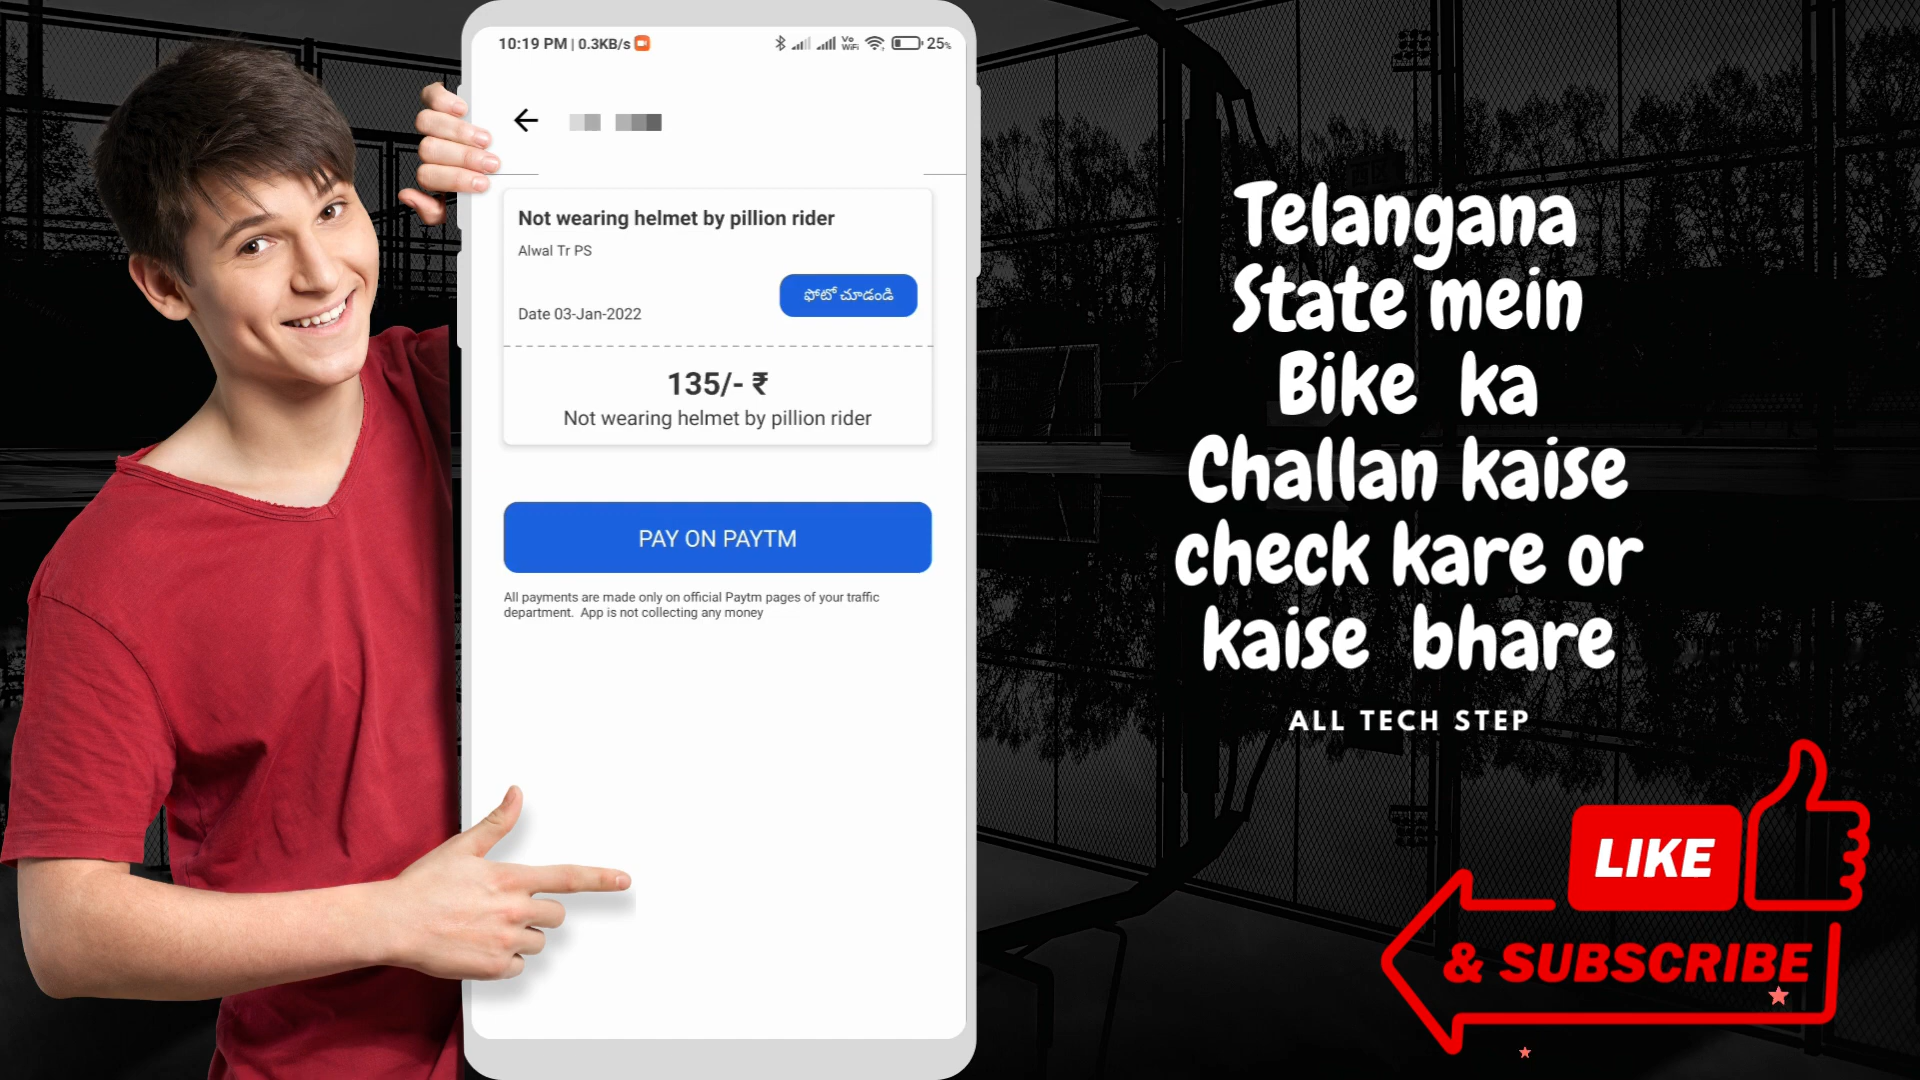 10:19 PM | 0.3KB/s
Vo WiFi 25%
Not wearing helmet by pillion rider
Alwal Tr PS
ఫోటో చూడండి
Date 03-Jan-2022
135/- ₹
Not wearing helmet by pillion rider
PAY ON PAYTM
All payments are made only on official Paytm pages of your traffic
department. App is not collecting any money
Telangana
State mein
Bike ka
Challan kaise
check kare or
kaise bhare
ALL TECH STEP
LIKE
& SUBSCRIBE